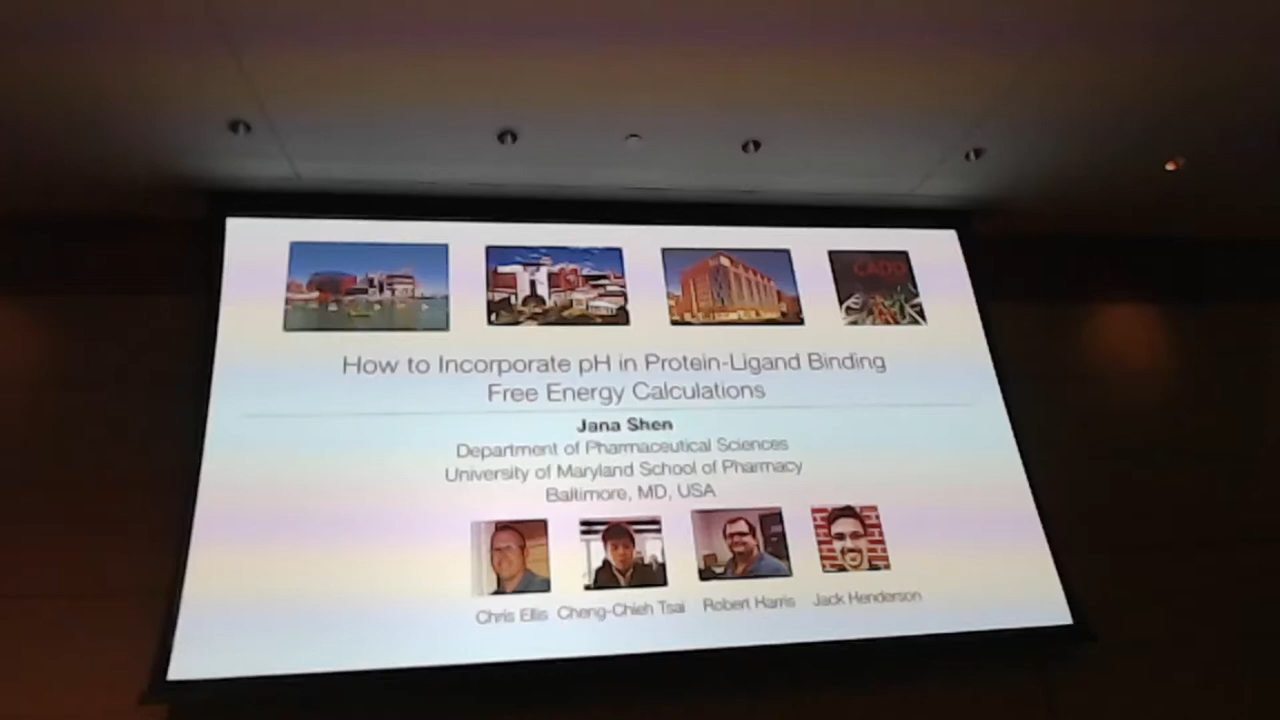 CADD
How to Incorporate pH in Protein-Ligand Binding
Free Energy Calculations
Jana Shen
Department of Pharmaceutical Sciences
University of Maryland School of Pharmacy
Baltimore, MD, USA
Chris Ellis Cheng-Chieh Tsai Robert Harris Jack Henderson